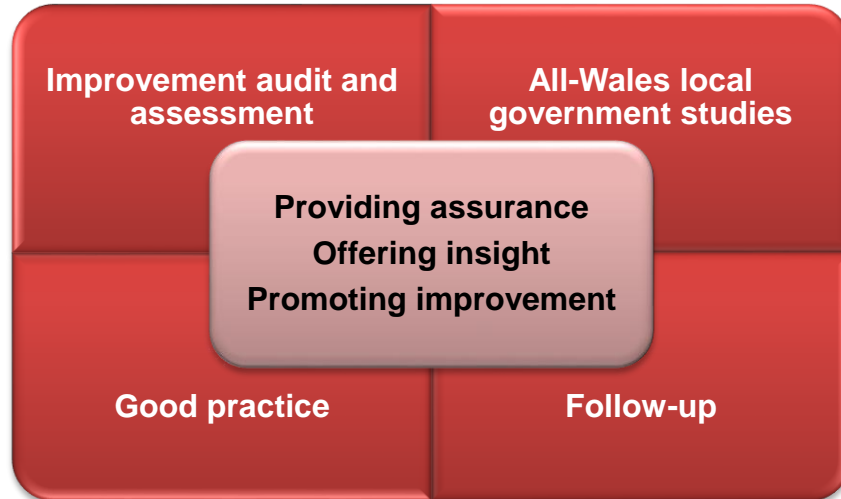 Improvement audit and
assessment
All-Wales local
government studies
Providing assurance
Offering insight
Promoting improvement
Good practice
Follow-up